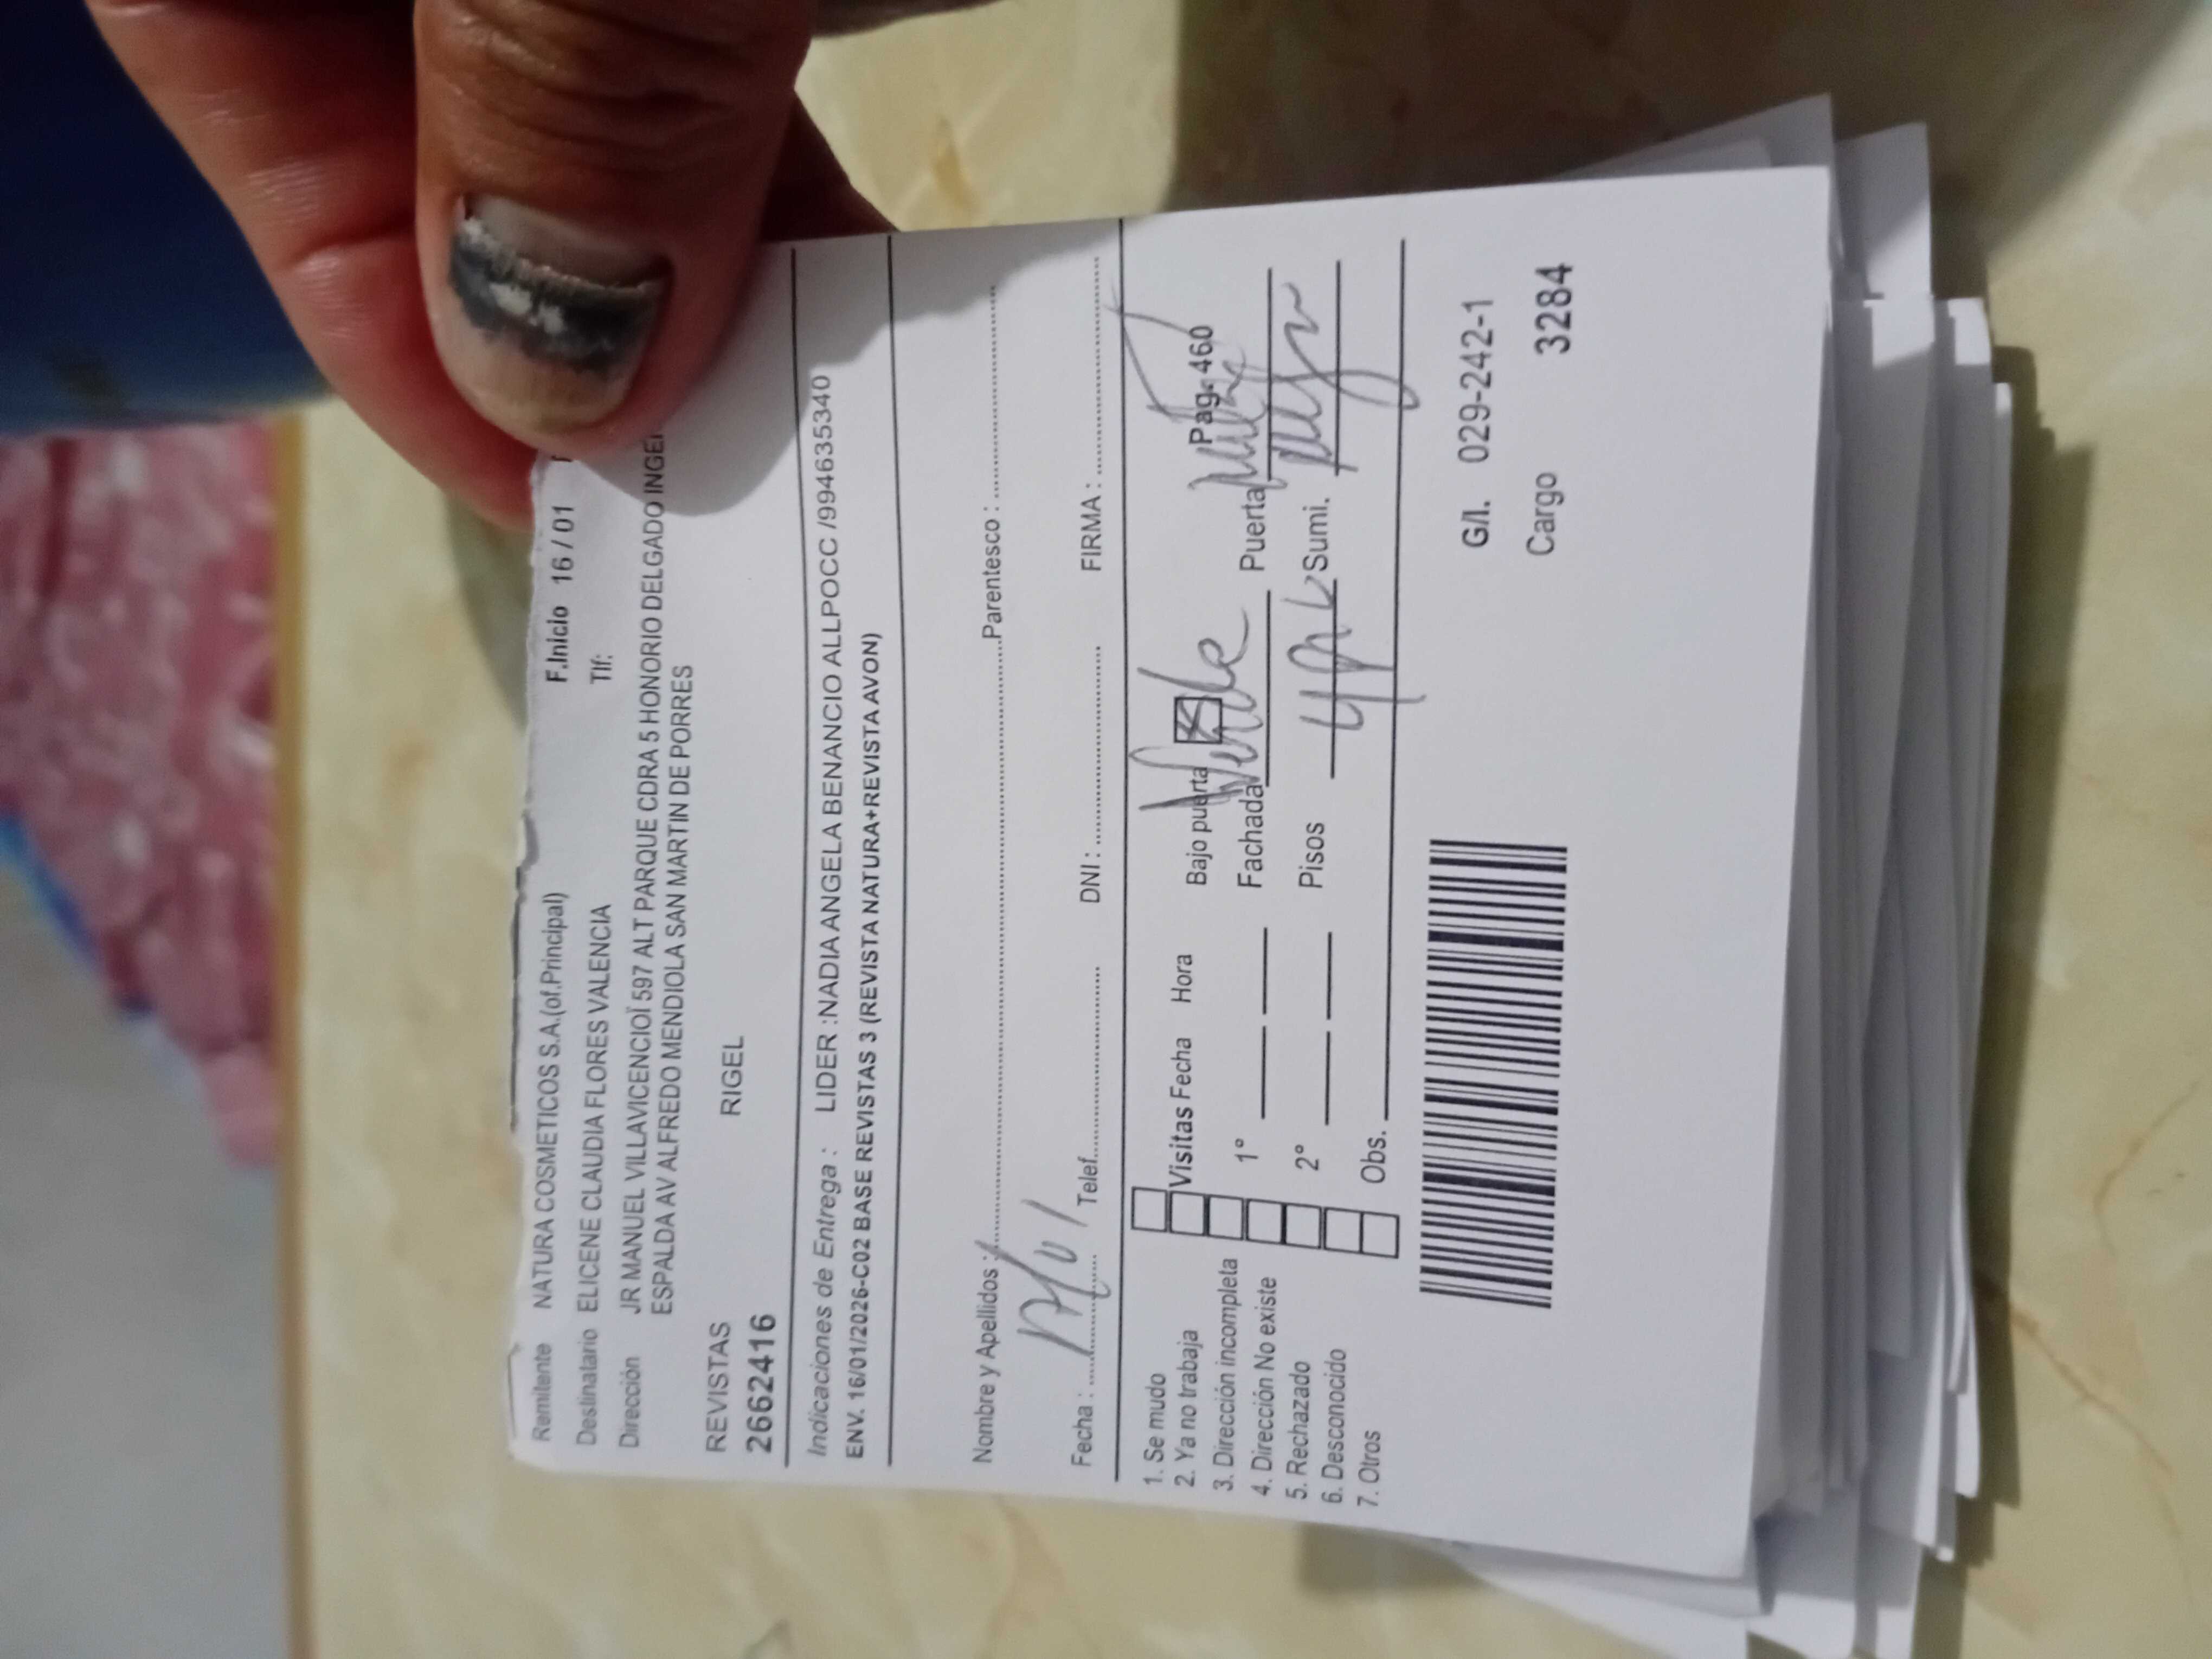 Remitente NATURA COSMETICOS S.A.(of.Principal) F.Inicio 16 / 01
Destinatario ELICENE CLAUDIA FLORES VALENCIA Tlf:
Dirección JR MANUEL VILLAVICENCIOÏ 597 ALT PARQUE CDRA 5 HONORIO DELGADO INGE
ESPALDA AV ALFREDO MENDIOLA SAN MARTIN DE PORRES
REVISTAS RIGEL
2662416
Indicaciones de Entrega : LIDER :NADIA ANGELA BENANCIO ALLPOCC /994635340
ENV. 16/01/2026-C02 BASE REVISTAS 3 (REVISTA NATURA+REVISTA AVON)
Nombre y Apellidos : Parentesco :
Fecha : Telef. DNI : FIRMA :
1. Se mudo
2. Ya no trabaja Visitas Fecha Hora Bajo puerta Pag. 460
3. Dirección incompleta 1° Fachada Verde Puerta
4. Dirección No existe
5. Rechazado 2° Pisos Sumi.
6. Desconocido
7. Otros Obs.
G/l. 029-242-1
Cargo 3284